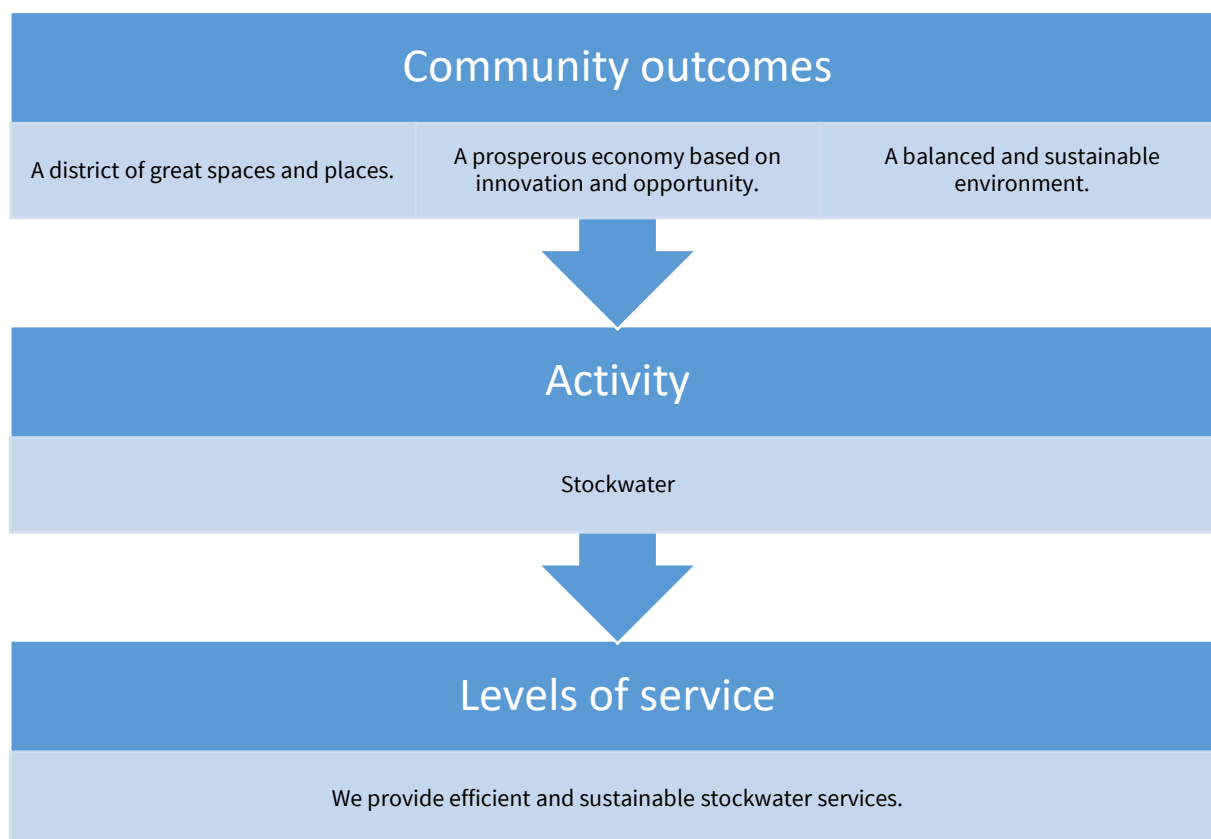 Community outcomes
A district of great spaces and places.
A prosperous economy based on
innovation and opportunity.
A balanced and sustainable
environment.
Activity
Stockwater
Levels of service
We provide efficient and sustainable stockwater services.